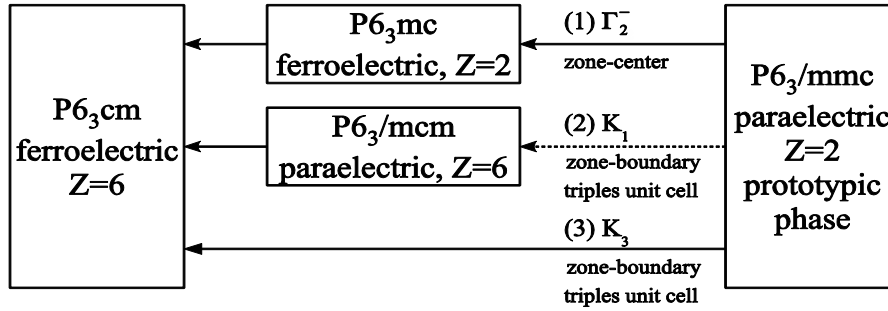 P6₃cm
ferroelectric
Z=6
P6₃mc
ferroelectric, Z=2
P6₃/mcm
paraelectric, Z=6
(1) Γ₂⁻
zone-center
(2) K₁
zone-boundary
triples unit cell
(3) K₃
zone-boundary
triples unit cell
P6₃/mmc
paraelectric
Z=2
prototypic
phase